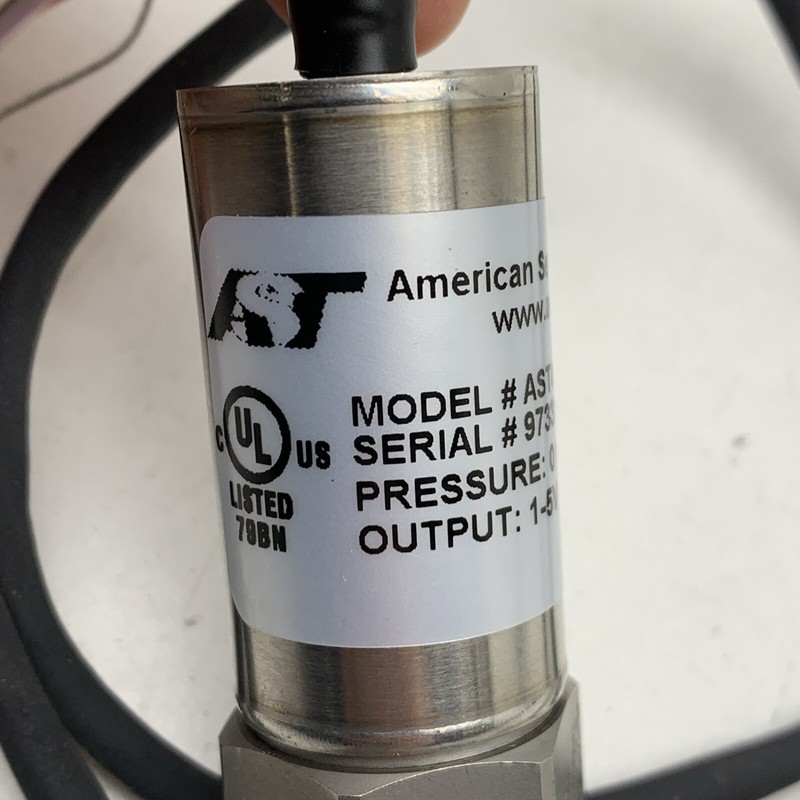 AST American
www.
MODEL # AST
SERIAL # 973
PRESSURE:
OUTPUT: 1-5
C UL US
LISTED
79BN